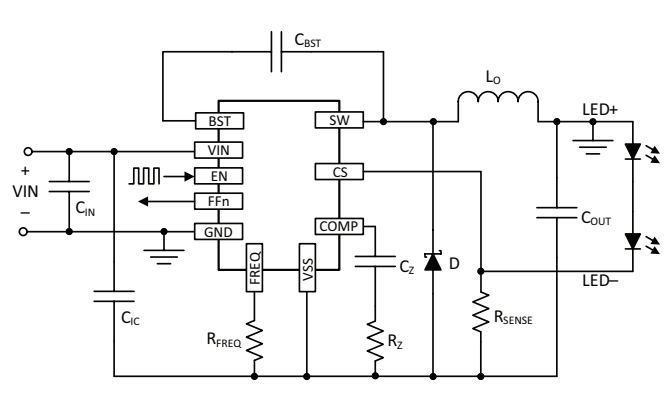 C_BST
L_O
BST
SW
LED+
VIN
+
VIN
−
C_IN
EN
CS
FFn
COMP
GND
FREQ
VSS
C_Z
D
C_OUT
LED−
C_IC
R_FREQ
R_Z
R_SENSE